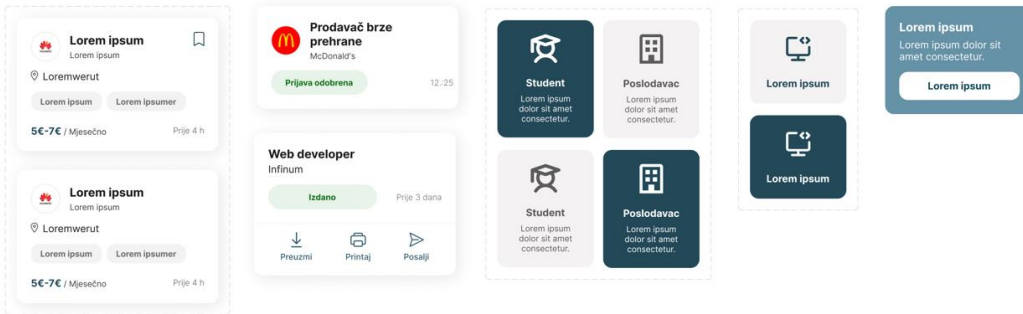 Lorem ipsum
Lorem ipsum
Loremwerut
Lorem ipsum Lorem ipsumer
5€-7€ / Mjesečno Prije 4 h
Lorem ipsum
Lorem ipsum
Loremwerut
Lorem ipsum Lorem ipsumer
5€-7€ / Mjesečno Prije 4 h
Prodavač brze
prehrane
McDonald's
Prijava odobrena 12:25
Web developer
Infinum
Izdano Prije 3 dana
Preuzmi Printaj Posalji
Student
Lorem ipsum
dolor sit amet
consectetur.
Poslodavac
Lorem ipsum
dolor sit amet
consectetur.
Student
Lorem ipsum
dolor sit amet
consectetur.
Poslodavac
Lorem ipsum
dolor sit amet
consectetur.
Lorem ipsum
Lorem ipsum
Lorem ipsum
Lorem ipsum dolor sit
amet consectetur.
Lorem ipsum